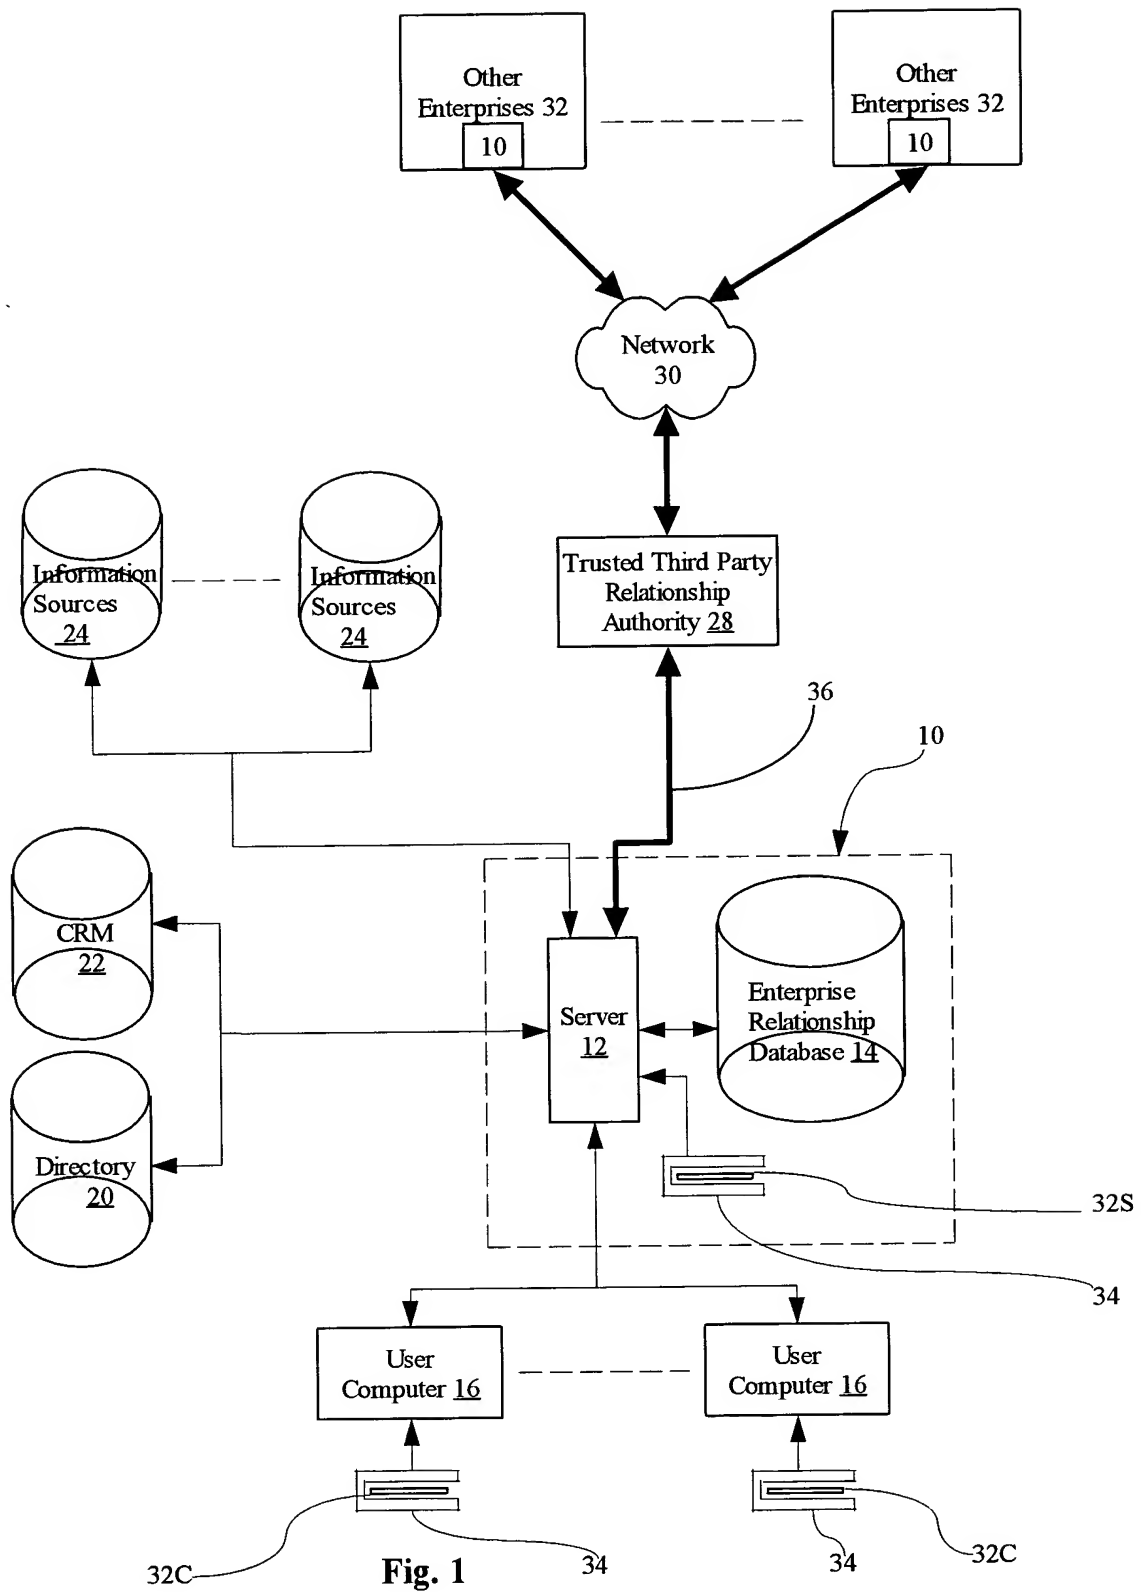 Other
Enterprises 32
10
Other
Enterprises 32
10
Network
30
Information
Sources
24
Information
Sources
24
Trusted Third Party
Relationship
Authority 28
36
10
CRM
22
Server
12
Enterprise
Relationship
Database 14
Directory
20
32S
34
User
Computer 16
User
Computer 16
32C
34
34
32C
Fig. 1